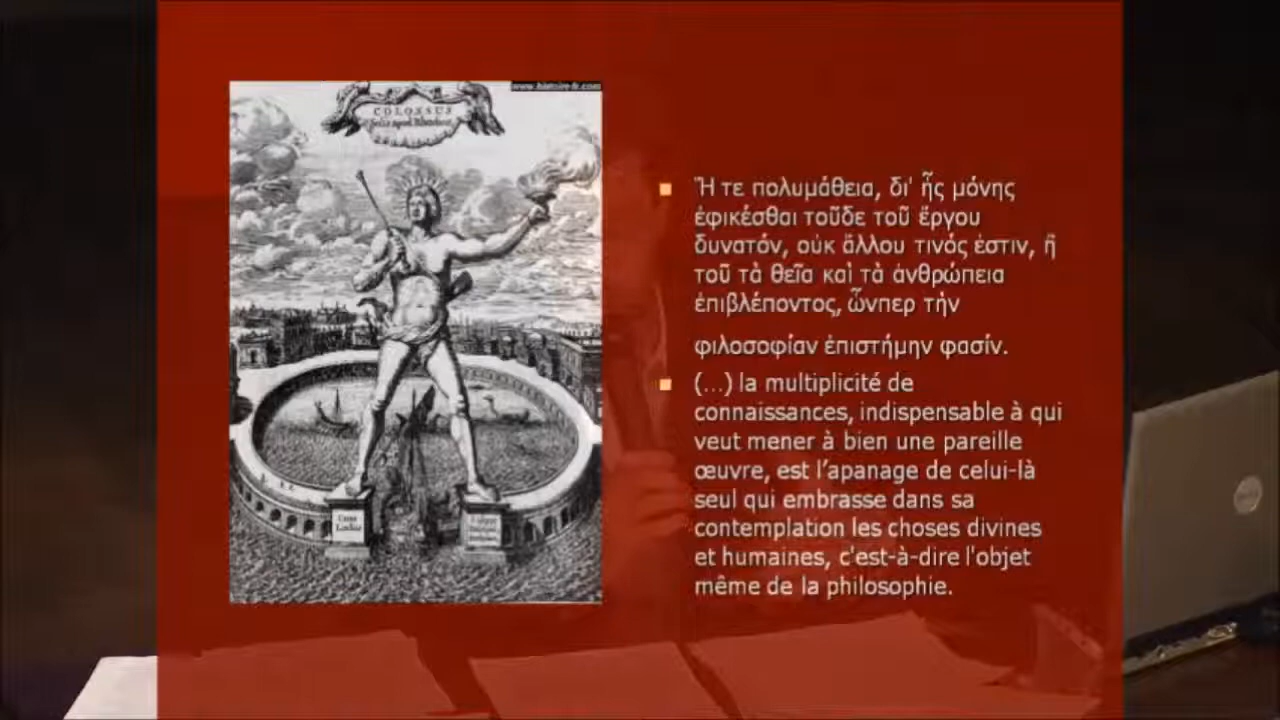 www.histoire-fr.com
COLOSSUS
Ἥ τε πολυμάθεια, δι' ἧς μόνης
ἐφικέσθαι τοῦδε τοῦ ἔργου
δυνατόν, οὐκ ἄλλου τινός ἐστιν, ἢ
τοῦ τὰ θεῖα καὶ τὰ ἀνθρώπεια
ἐπιβλέποντος, ὧνπερ τὴν
φιλοσοφίαν ἐπιστήμην φασίν.
(...) la multiplicité de
connaissances, indispensable à qui
veut mener à bien une pareille
œuvre, est l'apanage de celui-là
seul qui embrasse dans sa
contemplation les choses divines
et humaines, c'est-à-dire l'objet
même de la philosophie.